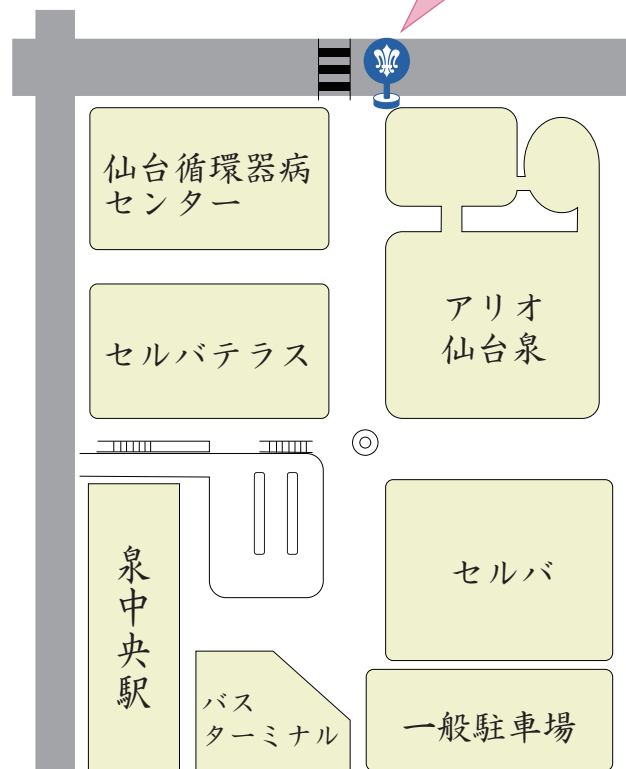 仙台循環器病
センター
アリオ
仙台泉
セルバテラス
セルバ
泉中央駅
バス
ターミナル
一般駐車場